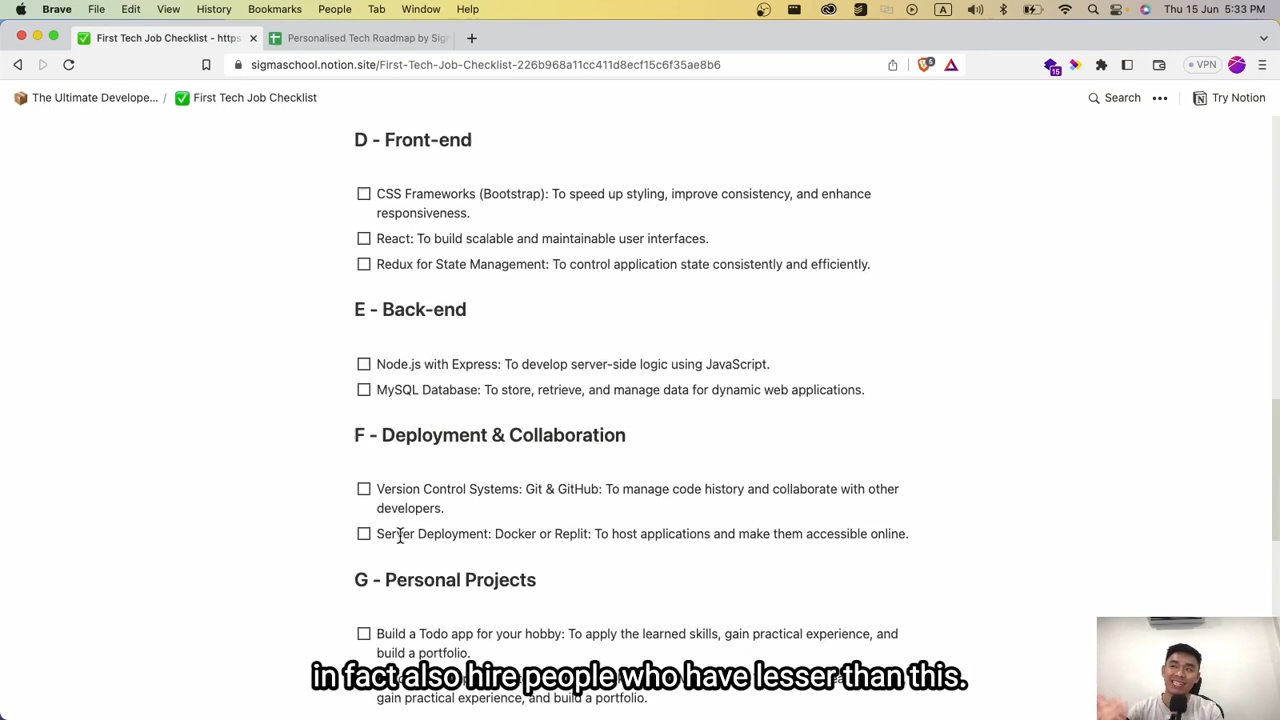 Brave File Edit View History Bookmarks People Tab Window Help Thu 15 Jun 5:33 PM
First Tech Job Checklist - https
Personalised Tech Roadmap by Sig
sigmaschool.notion.site/First-Tech-Job-Checklist-226b968a11cc411d8ecf15c6f35ae8b6
6
15
VPN
The Ultimate Develope... / First Tech Job Checklist
Search
Try Notion
D - Front-end
CSS Frameworks (Bootstrap): To speed up styling, improve consistency, and enhance
responsiveness.
React: To build scalable and maintainable user interfaces.
Redux for State Management: To control application state consistently and efficiently.
E - Back-end
Node.js with Express: To develop server-side logic using JavaScript.
MySQL Database: To store, retrieve, and manage data for dynamic web applications.
F - Deployment & Collaboration
Version Control Systems: Git & GitHub: To manage code history and collaborate with other
developers.
Server Deployment: Docker or Replit: To host applications and make them accessible online.
G - Personal Projects
Build a Todo app for your hobby: To apply the learned skills, gain practical experience, and
build a portfolio.
in fact also hire people who have lesser than this.
gain practical experience, and build a portfolio.